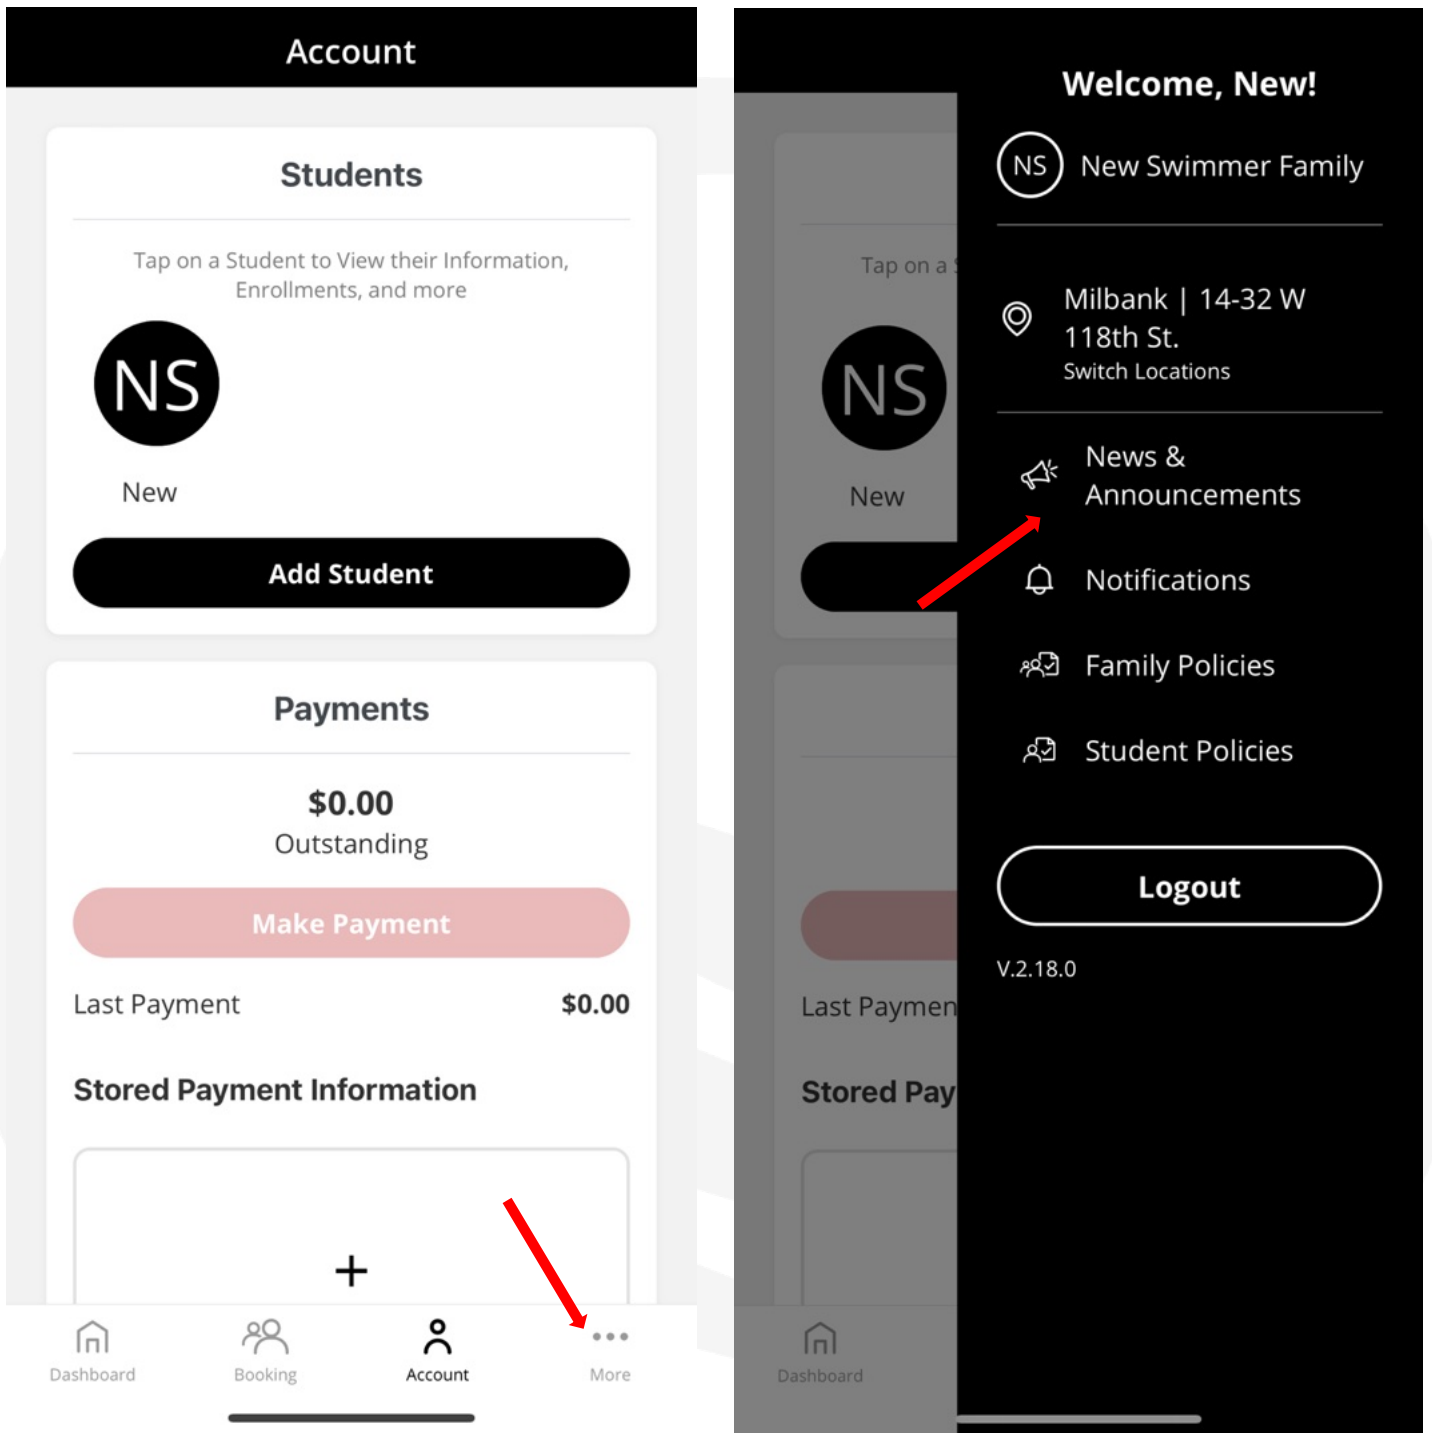 Account
Students
Tap on a Student to View their Information,
Enrollments, and more
NS
New
Add Student
Payments
$0.00
Outstanding
Make Payment
Last Payment $0.00
Stored Payment Information
+
Dashboard Booking Account More
Welcome, New!
NS New Swimmer Family
Milbank | 14-32 W
118th St.
Switch Locations
News &
Announcements
Notifications
Family Policies
Student Policies
Logout
V.2.18.0
Tap on a
NS
New
Last Paymen
Stored Pay
Dashboard